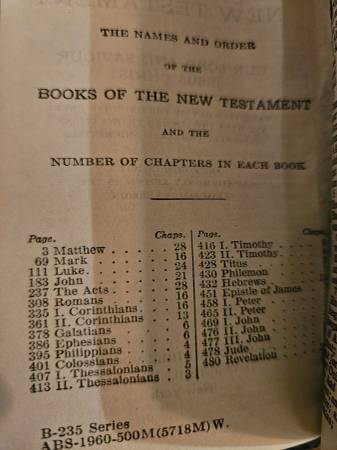 THE NAMES AND ORDER
OF THE
BOOKS OF THE NEW TESTAMENT
AND THE
NUMBER OF CHAPTERS IN EACH BOOK
Page. Chaps.
3 Matthew . . . . . . 28
69 Mark . . . . . . . 16
111 Luke. . . . . . . . 24
183 John . . . . . . . 21
237 The Acts . . . . . 28
308 Romans . . . . . 16
335 I. Corinthians . . . 16
361 II. Corinthians . . 13
378 Galatians . . . . 6
386 Ephesians . . . . 6
395 Philippians . . . . 4
401 Colossians . . . . 4
407 I. Thessalonians . . 5
413 II. Thessalonians . 3
Page.
416 I. Timothy
423 II. Timothy
428 Titus
430 Philemon
432 Hebrews
451 Epistle of James
458 I. Peter
465 II. Peter
469 I. John
476 II. John
477 III. John
478 Jude
480 Revelation
B-235 Series
ABS-1960-500M(5718M)W.